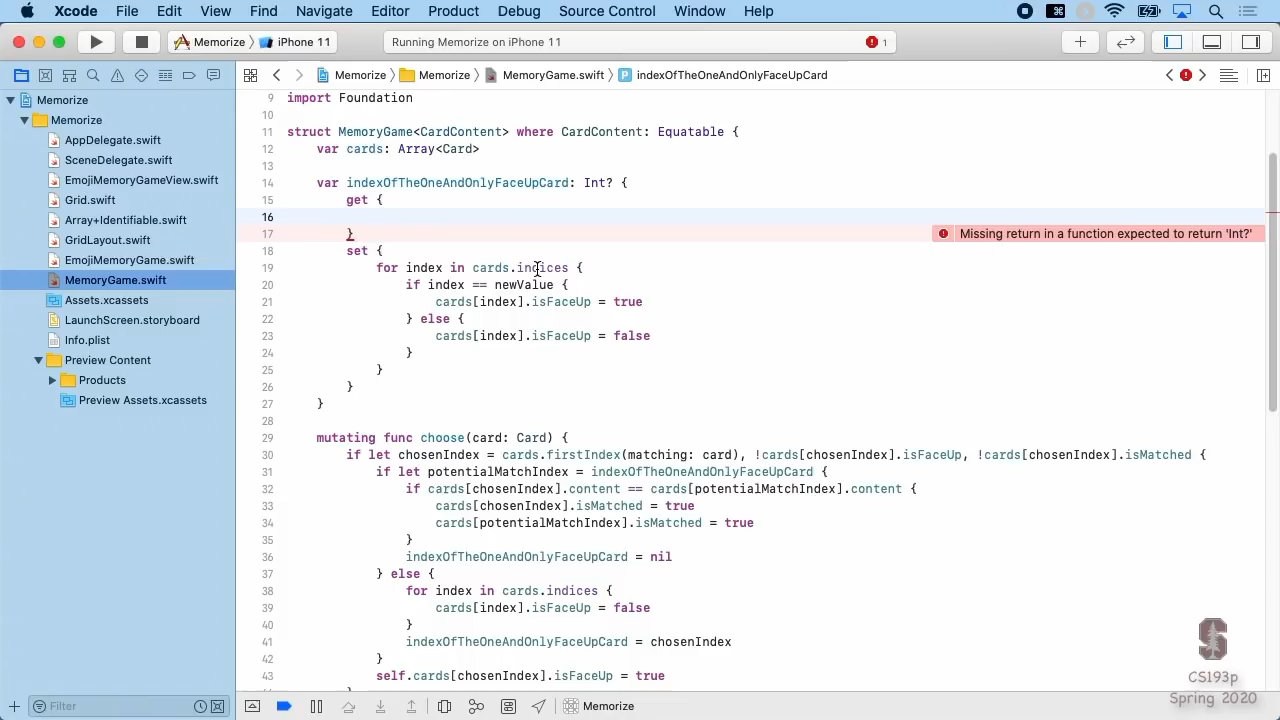 Xcode File Edit View Find Navigate Editor Product Debug Source Control Window Help
Memorize iPhone 11 Running Memorize on iPhone 11 1
Memorize Memorize MemoryGame.swift P indexOfTheOneAndOnlyFaceUpCard
Memorize
Memorize
AppDelegate.swift
SceneDelegate.swift
EmojiMemoryGameView.swift
Grid.swift
Array+Identifiable.swift
GridLayout.swift
EmojiMemoryGame.swift
MemoryGame.swift
Assets.xcassets
LaunchScreen.storyboard
Info.plist
Preview Content
Products
Preview Assets.xcassets
Filter
9 import Foundation
10
11 struct MemoryGame<CardContent> where CardContent: Equatable {
12 var cards: Array<Card>
13
14 var indexOfTheOneAndOnlyFaceUpCard: Int? {
15 get {
16
17 } Missing return in a function expected to return 'Int?'
18 set {
19 for index in cards.indices {
20 if index == newValue {
21 cards[index].isFaceUp = true
22 } else {
23 cards[index].isFaceUp = false
24 }
25 }
26 }
27 }
28
29 mutating func choose(card: Card) {
30 if let chosenIndex = cards.firstIndex(matching: card), !cards[chosenIndex].isFaceUp, !cards[chosenIndex].isMatched {
31 if let potentialMatchIndex = indexOfTheOneAndOnlyFaceUpCard {
32 if cards[chosenIndex].content == cards[potentialMatchIndex].content {
33 cards[chosenIndex].isMatched = true
34 cards[potentialMatchIndex].isMatched = true
35 }
36 indexOfTheOneAndOnlyFaceUpCard = nil
37 } else {
38 for index in cards.indices {
39 cards[index].isFaceUp = false
40 }
41 indexOfTheOneAndOnlyFaceUpCard = chosenIndex
42 }
43 self.cards[chosenIndex].isFaceUp = true
Memorize
CS193p
Spring 2020